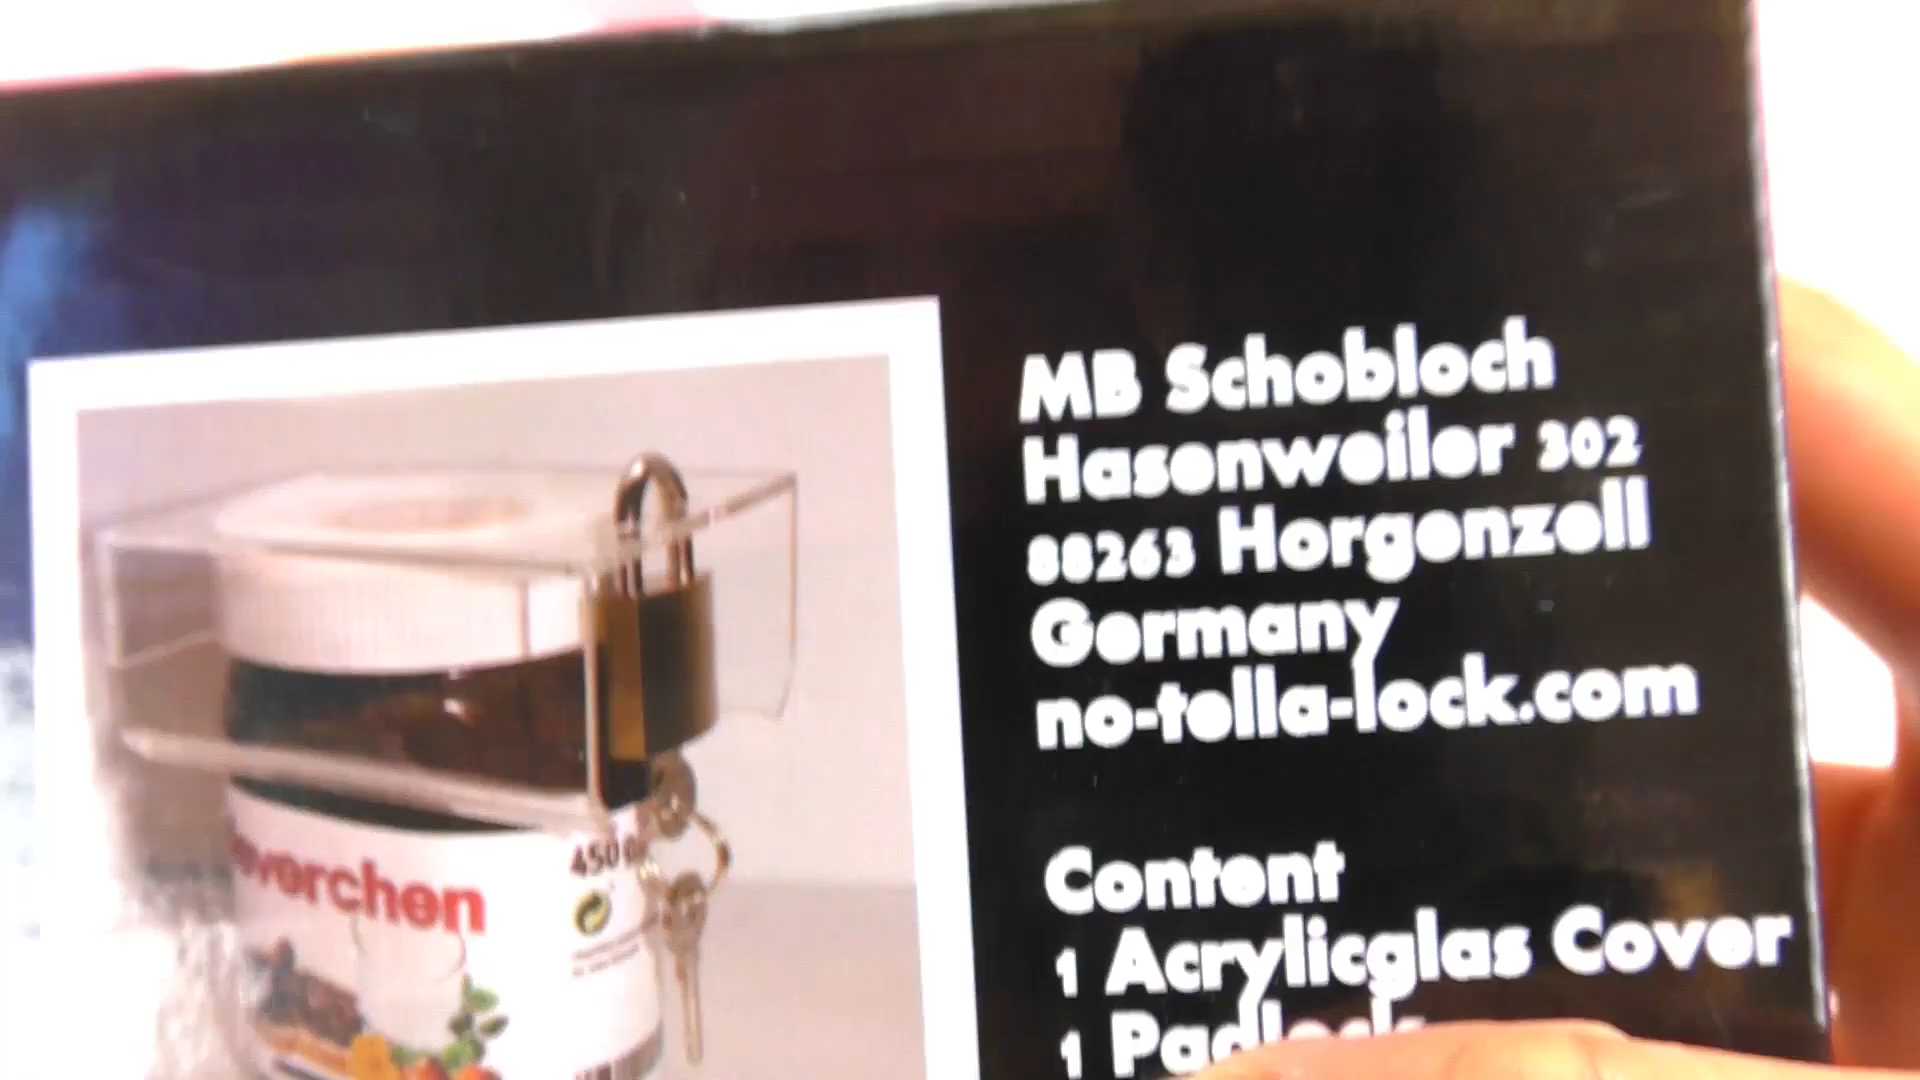 MB Schobloch
Hasenweiler 302
88263 Horgenzell
Germany
no-tella-lock.com
Content
1 Acrylicglas Cover
1 Padlock
verchen
450 g